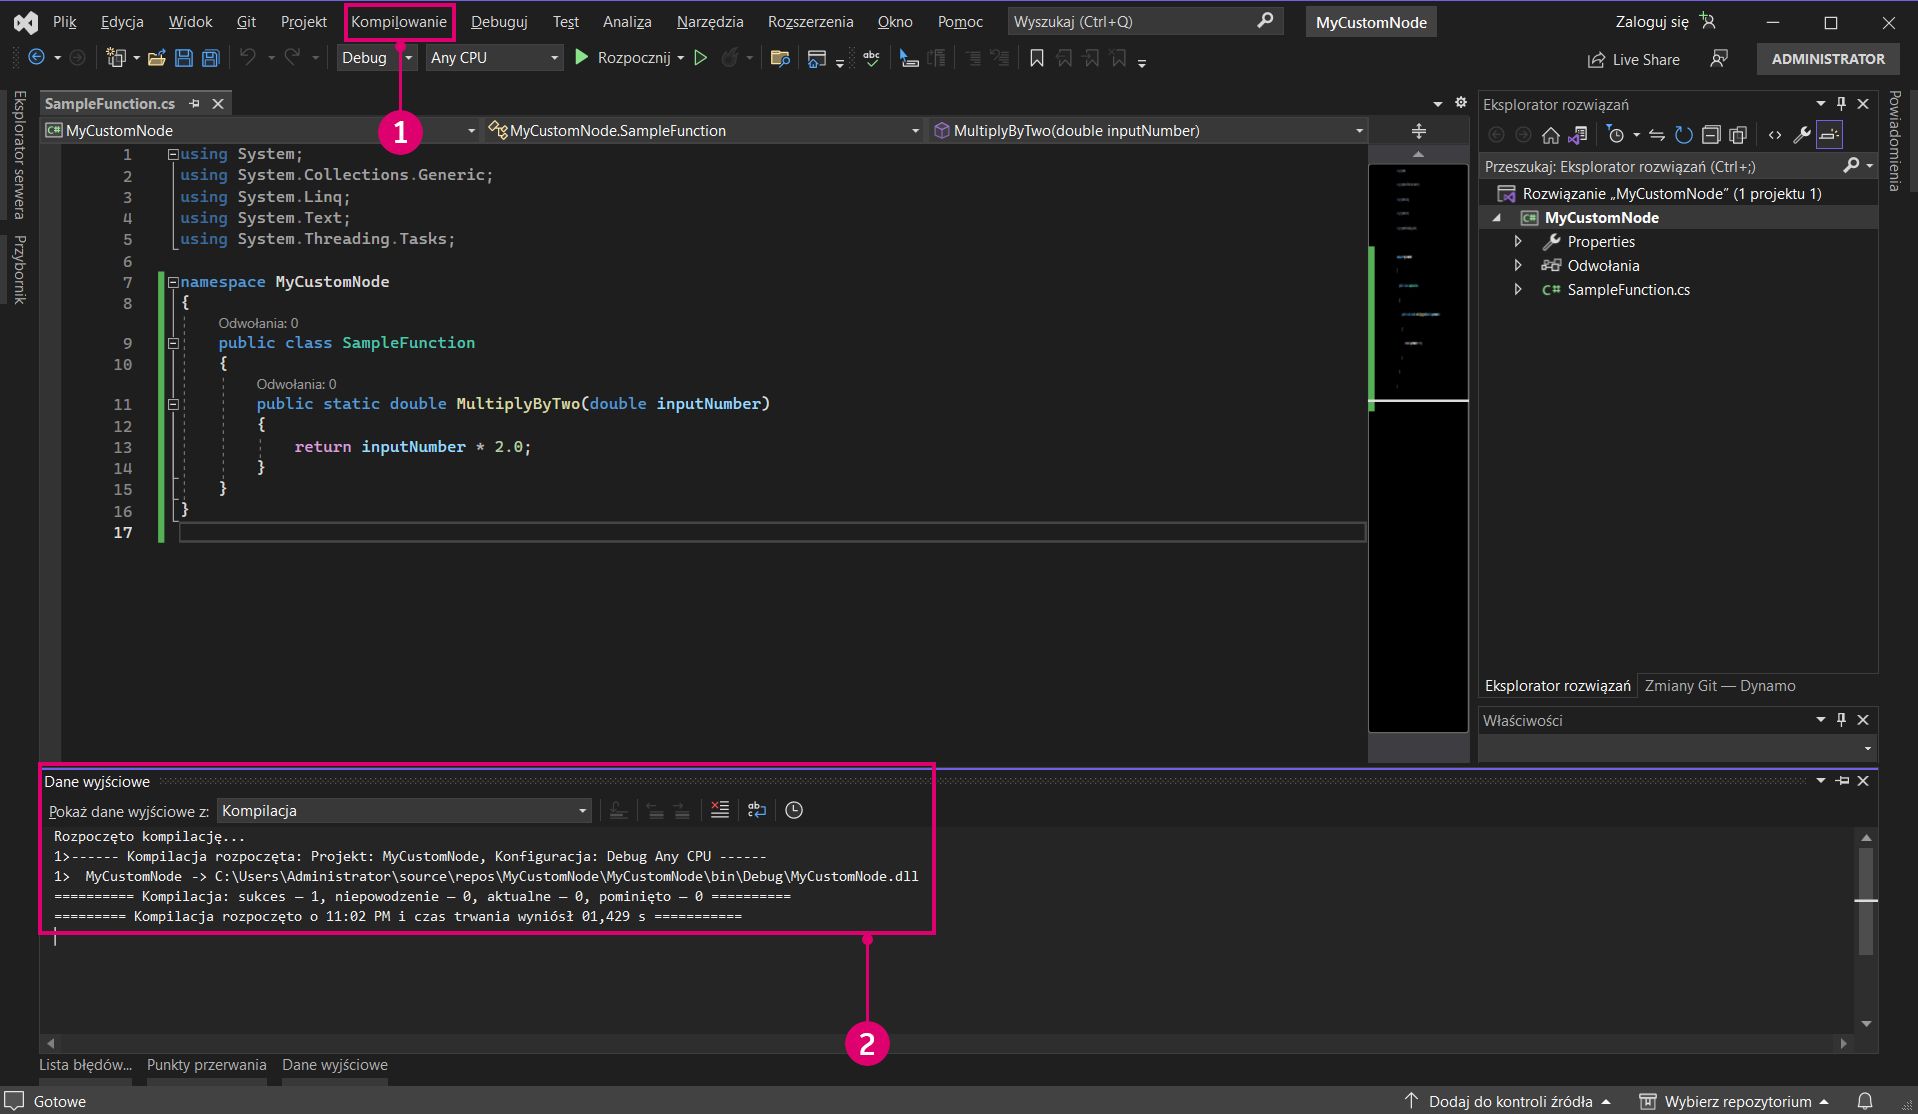 Plik Edycja Widok Git Projekt Kompilowanie Debuguj Test Analiza Narzędzia Rozszerzenia Okno Pomoc Wyszukaj (Ctrl+Q) MyCustomNode Zaloguj się
Debug Any CPU Rozpocznij abc Live Share ADMINISTRATOR
Eksplorator serwera
Przybornik
SampleFunction.cs
C# MyCustomNode MyCustomNode.SampleFunction MultiplyByTwo(double inputNumber)
1
1 using System;
2 using System.Collections.Generic;
3 using System.Linq;
4 using System.Text;
5 using System.Threading.Tasks;
6
7 namespace MyCustomNode
8 {
Odwołania: 0
9 public class SampleFunction
10 {
Odwołania: 0
11 public static double MultiplyByTwo(double inputNumber)
12 {
13 return inputNumber * 2.0;
14 }
15 }
16 }
17
Eksplorator rozwiązań
Przeszukaj: Eksplorator rozwiązań (Ctrl+;)
Rozwiązanie „MyCustomNode” (1 projektu 1)
C# MyCustomNode
Properties
Odwołania
C# SampleFunction.cs
Powiadomienia
Eksplorator rozwiązań Zmiany Git — Dynamo
Właściwości
Dane wyjściowe
Pokaż dane wyjściowe z: Kompilacja ab
Rozpoczęto kompilację...
1>------ Kompilacja rozpoczęta: Projekt: MyCustomNode, Konfiguracja: Debug Any CPU ------
1>  MyCustomNode -> C:\Users\Administrator\source\repos\MyCustomNode\MyCustomNode\bin\Debug\MyCustomNode.dll
========== Kompilacja: sukces — 1, niepowodzenie — 0, aktualne — 0, pominięto — 0 ==========
========= Kompilacja rozpoczęto o 11:02 PM i czas trwania wyniósł 01,429 s ===========
2
Lista błędów... Punkty przerwania Dane wyjściowe
Gotowe Dodaj do kontroli źródła Wybierz repozytorium